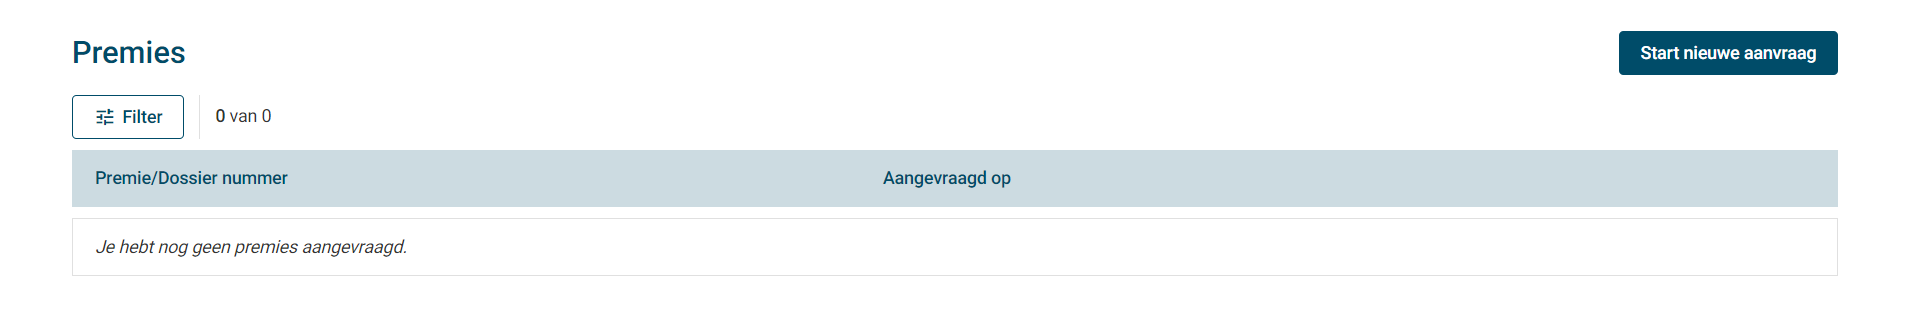 Premies
Start nieuwe aanvraag
Filter
0 van 0
Premie/Dossier nummer
Aangevraagd op
Je hebt nog geen premies aangevraagd.